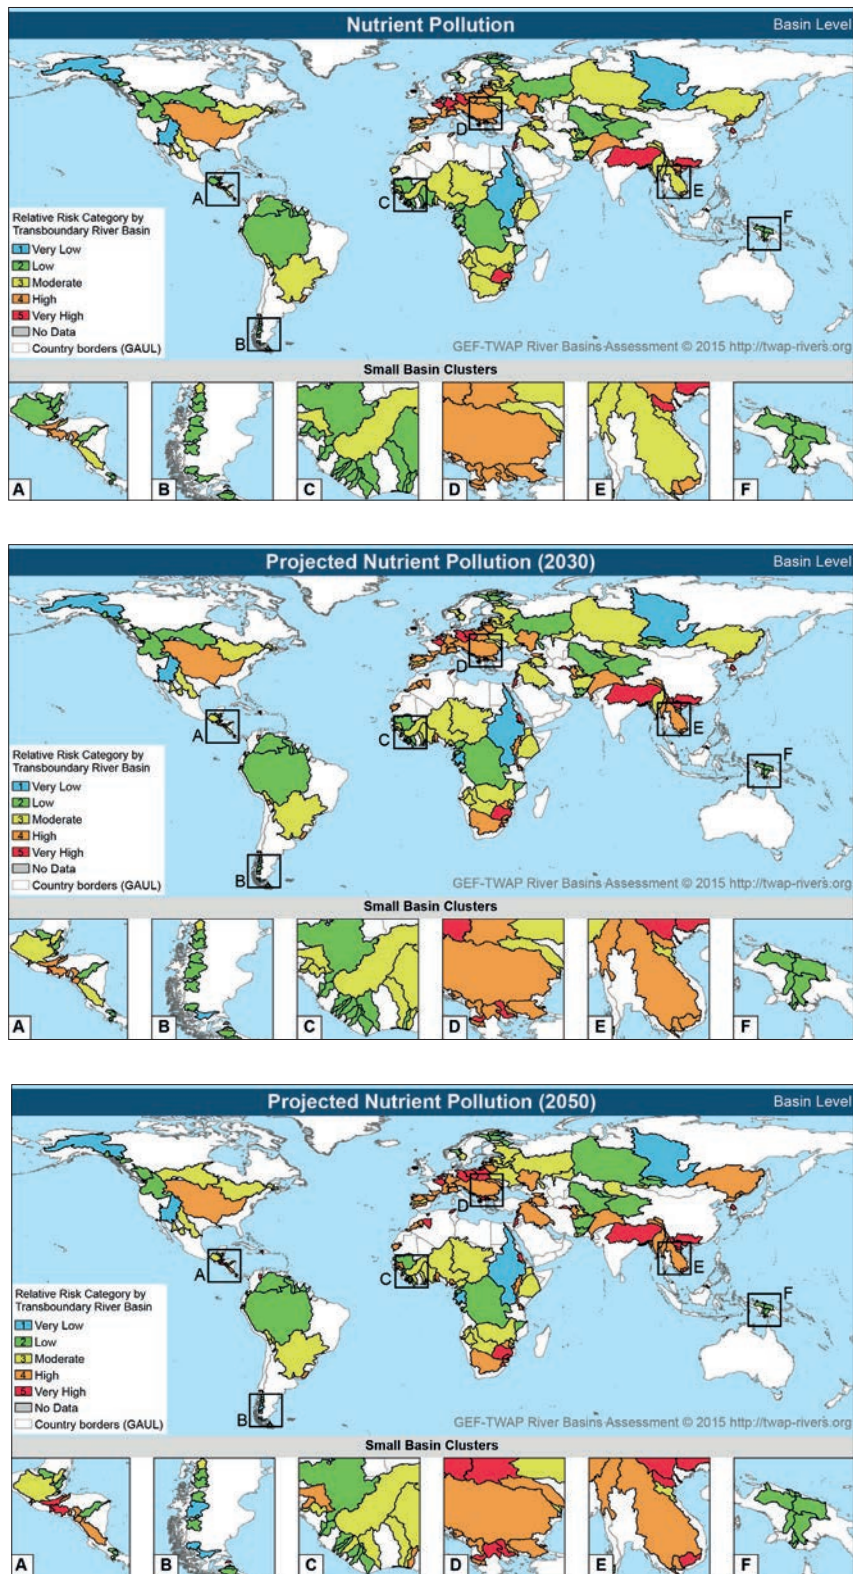 Nutrient Pollution
Basin Level
A
B
C
D
E
F
Relative Risk Category by
Transboundary River Basin
1 Very Low
2 Low
3 Moderate
4 High
5 Very High
No Data
Country borders (GAUL)
GEF-TWAP River Basins Assessment © 2015 http://twap-rivers.org
Small Basin Clusters
A
B
C
D
E
F
Projected Nutrient Pollution (2030)
Basin Level
A
B
C
D
E
F
Relative Risk Category by
Transboundary River Basin
1 Very Low
2 Low
3 Moderate
4 High
5 Very High
No Data
Country borders (GAUL)
GEF-TWAP River Basins Assessment © 2015 http://twap-rivers.org
Small Basin Clusters
A
B
C
D
E
F
Projected Nutrient Pollution (2050)
Basin Level
A
B
C
D
E
F
Relative Risk Category by
Transboundary River Basin
1 Very Low
2 Low
3 Moderate
4 High
5 Very High
No Data
Country borders (GAUL)
GEF-TWAP River Basins Assessment © 2015 http://twap-rivers.org
Small Basin Clusters
A
B
C
D
E
F